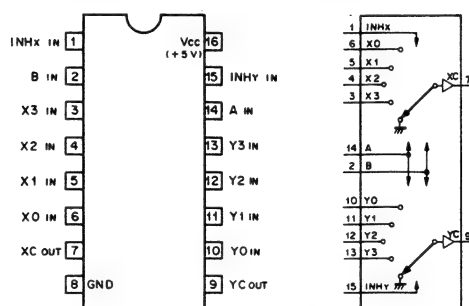 INHx IN 1
16 Vcc
(+5V)
B IN 2
15 INHY IN
X3 IN 3
14 A IN
X2 IN 4
13 Y3 IN
X1 IN 5
12 Y2 IN
X0 IN 6
11 Y1 IN
XC OUT 7
10 Y0 IN
8 GND
9 YC OUT
1 INHx
6 X0
5 X1
4 X2
3 X3
XC 7
14 A
2 B
10 Y0
11 Y1
12 Y2
13 Y3
YC 9
15 INHY